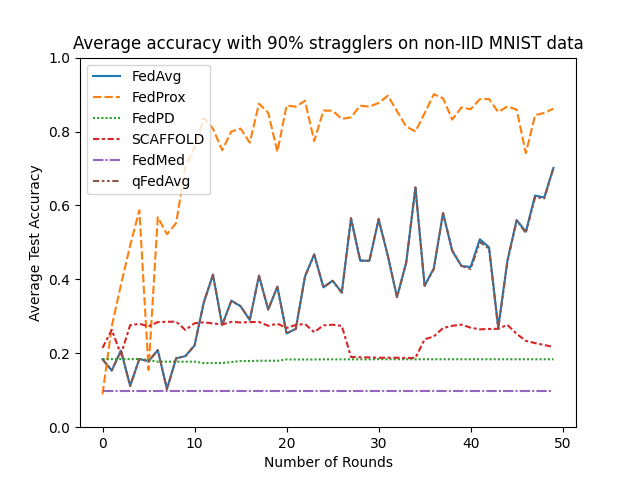 Average accuracy with 90% stragglers on non-IID MNIST data
1.0
0.8
0.6
0.4
0.2
0.0
Average Test Accuracy
FedAvg
FedProx
FedPD
SCAFFOLD
FedMed
qFedAvg
0 10 20 30 40 50
Number of Rounds